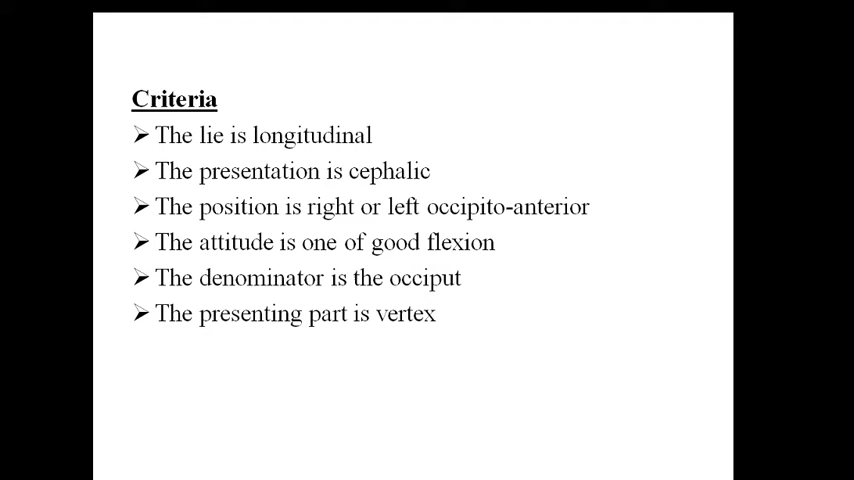 Criteria
➢ The lie is longitudinal
➢ The presentation is cephalic
➢ The position is right or left occipito-anterior
➢ The attitude is one of good flexion
➢ The denominator is the occiput
➢ The presenting part is vertex